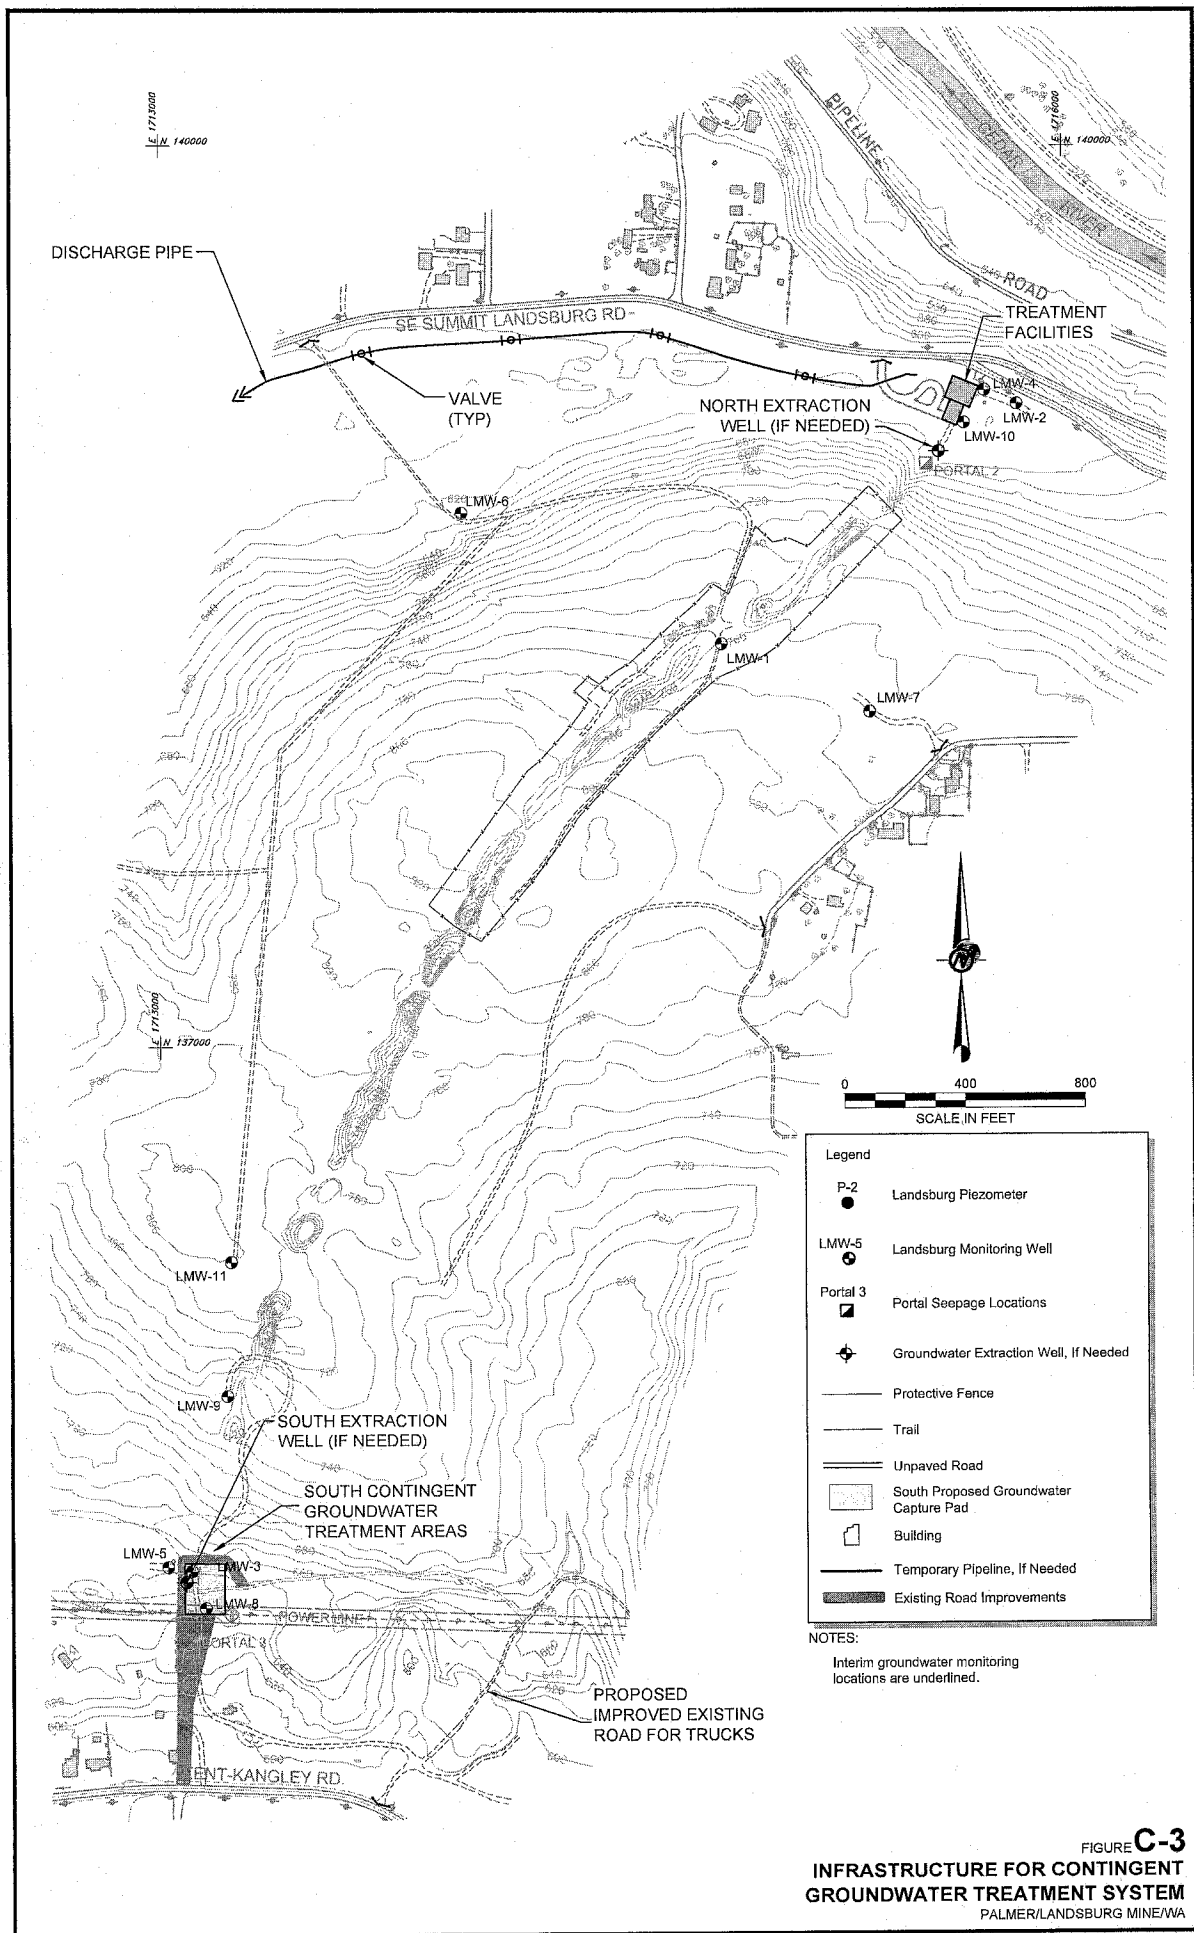 E 1713000
N 140000
E 1716000
N 140000
PIPELINE
ROAD
CEDAR
RIVER
DISCHARGE PIPE
SE SUMMIT LANDSBURG RD
TREATMENT
FACILITIES
VALVE
(TYP)
NORTH EXTRACTION
WELL (IF NEEDED)
LMW-4
LMW-2
LMW-10
PORTAL 2
LMW-6
LMW-1
LMW-7
E 1713000
N 137000
N
0 400 800
SCALE IN FEET
LMW-11
LMW-9
SOUTH EXTRACTION
WELL (IF NEEDED)
SOUTH CONTINGENT
GROUNDWATER
TREATMENT AREAS
LMW-5
LMW-3
LMW-8
POWER LINE
PORTAL 3
PROPOSED
IMPROVED EXISTING
ROAD FOR TRUCKS
KENT-KANGLEY RD.
Legend
P-2
Landsburg Piezometer
LMW-5
Landsburg Monitoring Well
Portal 3
Portal Seepage Locations
Groundwater Extraction Well, If Needed
Protective Fence
Trail
Unpaved Road
South Proposed Groundwater
Capture Pad
Building
Temporary Pipeline, If Needed
Existing Road Improvements
NOTES:
Interim groundwater monitoring
locations are underlined.
FIGURE C-3
INFRASTRUCTURE FOR CONTINGENT
GROUNDWATER TREATMENT SYSTEM
PALMER/LANDSBURG MINE/WA